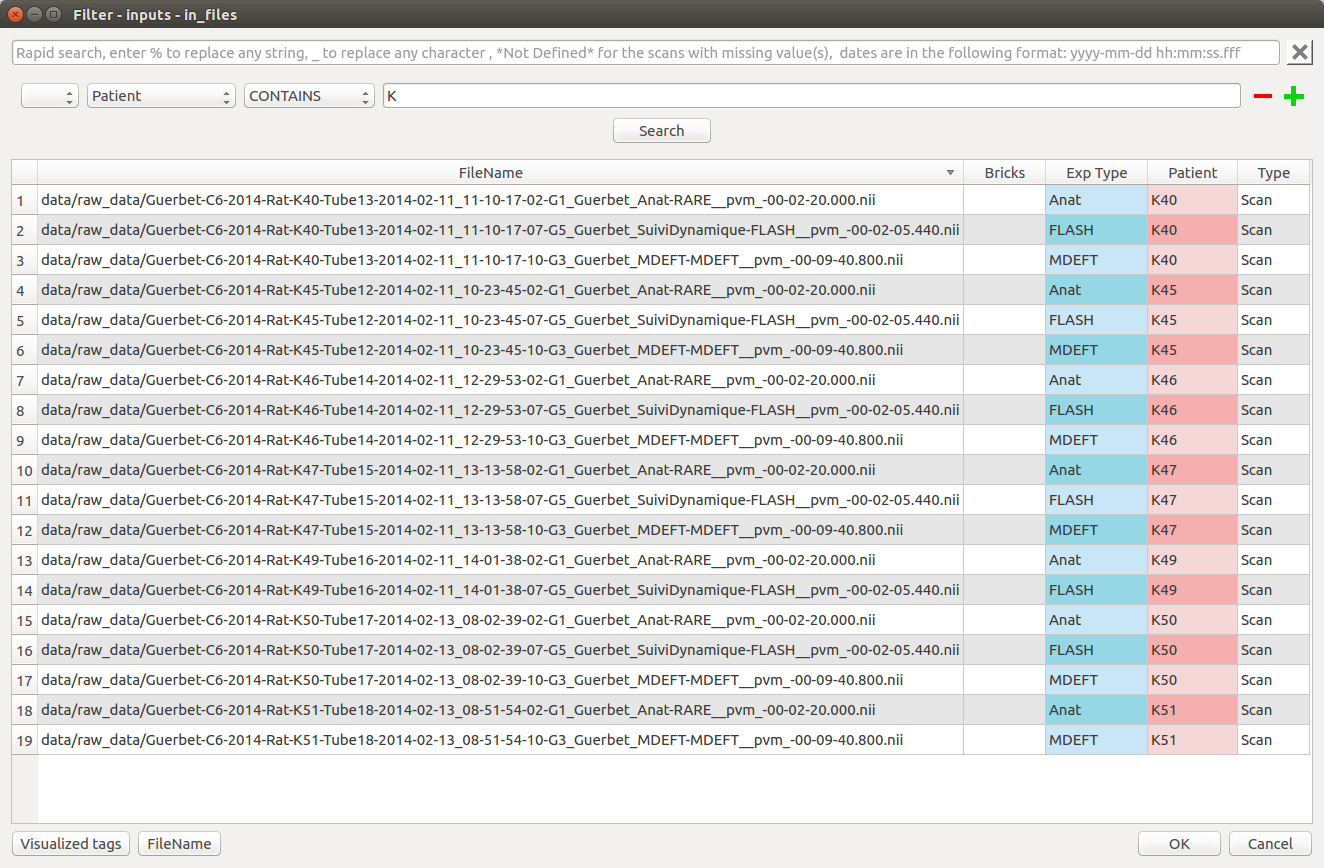 Filter - inputs - in_files
Rapid search, enter % to replace any string, _ to replace any character , *Not Defined* for the scans with missing value(s),  dates are in the following format: yyyy-mm-dd hh:mm:ss.fff
Patient CONTAINS K
Search
FileName Bricks Exp Type Patient Type
1 data/raw_data/Guerbet-C6-2014-Rat-K40-Tube13-2014-02-11_11-10-17-02-G1_Guerbet_Anat-RARE__pvm_-00-02-20.000.nii Anat K40 Scan
2 data/raw_data/Guerbet-C6-2014-Rat-K40-Tube13-2014-02-11_11-10-17-07-G5_Guerbet_SuiviDynamique-FLASH__pvm_-00-02-05.440.nii FLASH K40 Scan
3 data/raw_data/Guerbet-C6-2014-Rat-K40-Tube13-2014-02-11_11-10-17-10-G3_Guerbet_MDEFT-MDEFT__pvm_-00-09-40.800.nii MDEFT K40 Scan
4 data/raw_data/Guerbet-C6-2014-Rat-K45-Tube12-2014-02-11_10-23-45-02-G1_Guerbet_Anat-RARE__pvm_-00-02-20.000.nii Anat K45 Scan
5 data/raw_data/Guerbet-C6-2014-Rat-K45-Tube12-2014-02-11_10-23-45-07-G5_Guerbet_SuiviDynamique-FLASH__pvm_-00-02-05.440.nii FLASH K45 Scan
6 data/raw_data/Guerbet-C6-2014-Rat-K45-Tube12-2014-02-11_10-23-45-10-G3_Guerbet_MDEFT-MDEFT__pvm_-00-09-40.800.nii MDEFT K45 Scan
7 data/raw_data/Guerbet-C6-2014-Rat-K46-Tube14-2014-02-11_12-29-53-02-G1_Guerbet_Anat-RARE__pvm_-00-02-20.000.nii Anat K46 Scan
8 data/raw_data/Guerbet-C6-2014-Rat-K46-Tube14-2014-02-11_12-29-53-07-G5_Guerbet_SuiviDynamique-FLASH__pvm_-00-02-05.440.nii FLASH K46 Scan
9 data/raw_data/Guerbet-C6-2014-Rat-K46-Tube14-2014-02-11_12-29-53-10-G3_Guerbet_MDEFT-MDEFT__pvm_-00-09-40.800.nii MDEFT K46 Scan
10 data/raw_data/Guerbet-C6-2014-Rat-K47-Tube15-2014-02-11_13-13-58-02-G1_Guerbet_Anat-RARE__pvm_-00-02-20.000.nii Anat K47 Scan
11 data/raw_data/Guerbet-C6-2014-Rat-K47-Tube15-2014-02-11_13-13-58-07-G5_Guerbet_SuiviDynamique-FLASH__pvm_-00-02-05.440.nii FLASH K47 Scan
12 data/raw_data/Guerbet-C6-2014-Rat-K47-Tube15-2014-02-11_13-13-58-10-G3_Guerbet_MDEFT-MDEFT__pvm_-00-09-40.800.nii MDEFT K47 Scan
13 data/raw_data/Guerbet-C6-2014-Rat-K49-Tube16-2014-02-11_14-01-38-02-G1_Guerbet_Anat-RARE__pvm_-00-02-20.000.nii Anat K49 Scan
14 data/raw_data/Guerbet-C6-2014-Rat-K49-Tube16-2014-02-11_14-01-38-07-G5_Guerbet_SuiviDynamique-FLASH__pvm_-00-02-05.440.nii FLASH K49 Scan
15 data/raw_data/Guerbet-C6-2014-Rat-K50-Tube17-2014-02-13_08-02-39-02-G1_Guerbet_Anat-RARE__pvm_-00-02-20.000.nii Anat K50 Scan
16 data/raw_data/Guerbet-C6-2014-Rat-K50-Tube17-2014-02-13_08-02-39-07-G5_Guerbet_SuiviDynamique-FLASH__pvm_-00-02-05.440.nii FLASH K50 Scan
17 data/raw_data/Guerbet-C6-2014-Rat-K50-Tube17-2014-02-13_08-02-39-10-G3_Guerbet_MDEFT-MDEFT__pvm_-00-09-40.800.nii MDEFT K50 Scan
18 data/raw_data/Guerbet-C6-2014-Rat-K51-Tube18-2014-02-13_08-51-54-02-G1_Guerbet_Anat-RARE__pvm_-00-02-20.000.nii Anat K51 Scan
19 data/raw_data/Guerbet-C6-2014-Rat-K51-Tube18-2014-02-13_08-51-54-10-G3_Guerbet_MDEFT-MDEFT__pvm_-00-09-40.800.nii MDEFT K51 Scan
Visualized tags FileName OK Cancel